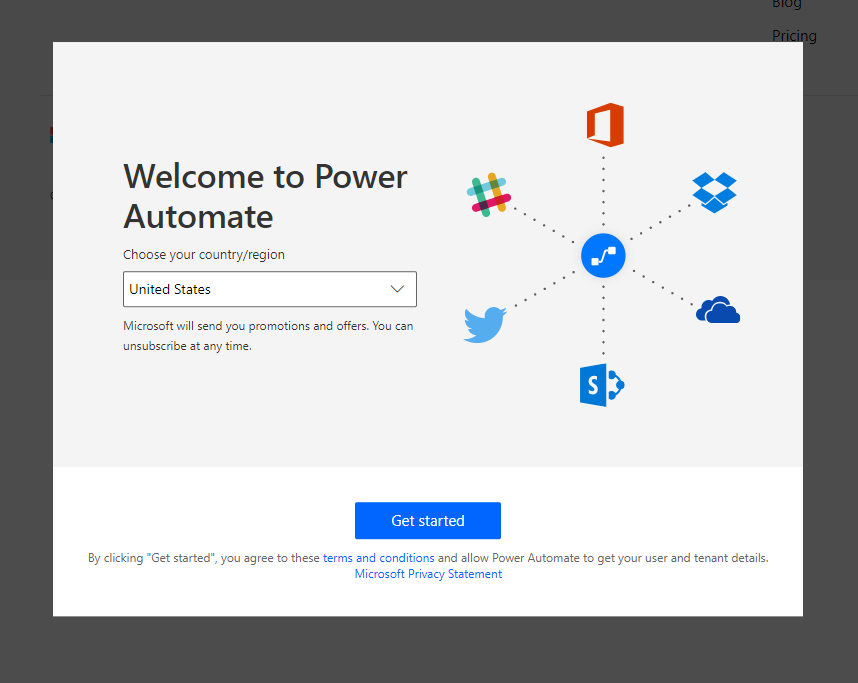 Blog
Pricing
Welcome to Power
Automate
Choose your country/region
United States
Microsoft will send you promotions and offers. You can
unsubscribe at any time.
S
Get started
By clicking "Get started", you agree to these terms and conditions and allow Power Automate to get your user and tenant details.
Microsoft Privacy Statement